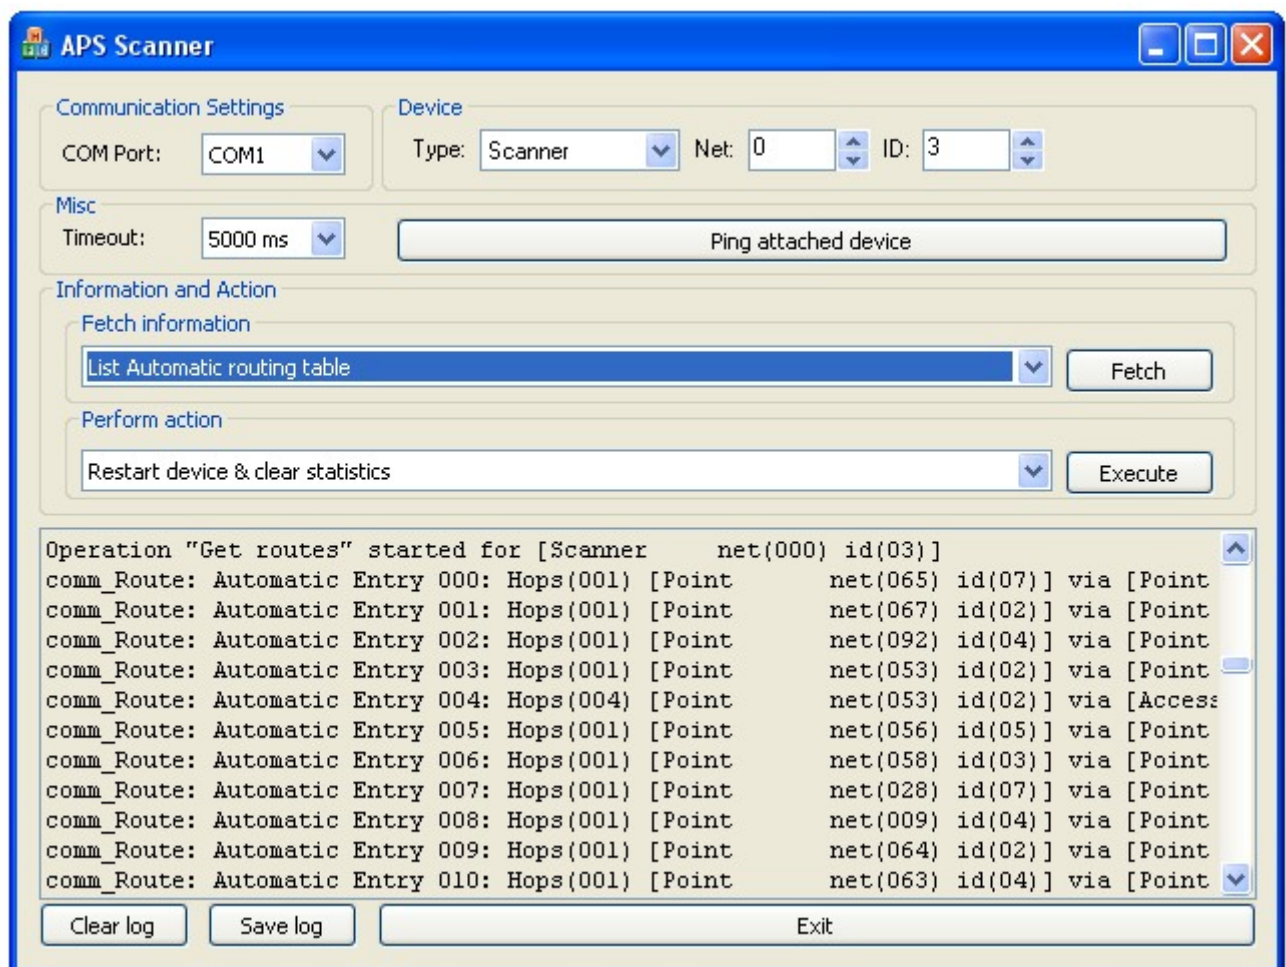 APS Scanner
Communication Settings
COM Port: COM1
Device
Type: Scanner Net: 0 ID: 3
Misc
Timeout: 5000 ms Ping attached device
Information and Action
Fetch information
List Automatic routing table Fetch
Perform action
Restart device & clear statistics Execute
Operation "Get routes" started for [Scanner net(000) id(03)]
comm_Route: Automatic Entry 000: Hops(001) [Point net(065) id(07)] via [Point
comm_Route: Automatic Entry 001: Hops(001) [Point net(067) id(02)] via [Point
comm_Route: Automatic Entry 002: Hops(001) [Point net(092) id(04)] via [Point
comm_Route: Automatic Entry 003: Hops(001) [Point net(053) id(02)] via [Point
comm_Route: Automatic Entry 004: Hops(004) [Point net(053) id(02)] via [Access
comm_Route: Automatic Entry 005: Hops(001) [Point net(056) id(05)] via [Point
comm_Route: Automatic Entry 006: Hops(001) [Point net(058) id(03)] via [Point
comm_Route: Automatic Entry 007: Hops(001) [Point net(028) id(07)] via [Point
comm_Route: Automatic Entry 008: Hops(001) [Point net(009) id(04)] via [Point
comm_Route: Automatic Entry 009: Hops(001) [Point net(064) id(02)] via [Point
comm_Route: Automatic Entry 010: Hops(001) [Point net(063) id(04)] via [Point
Clear log Save log Exit